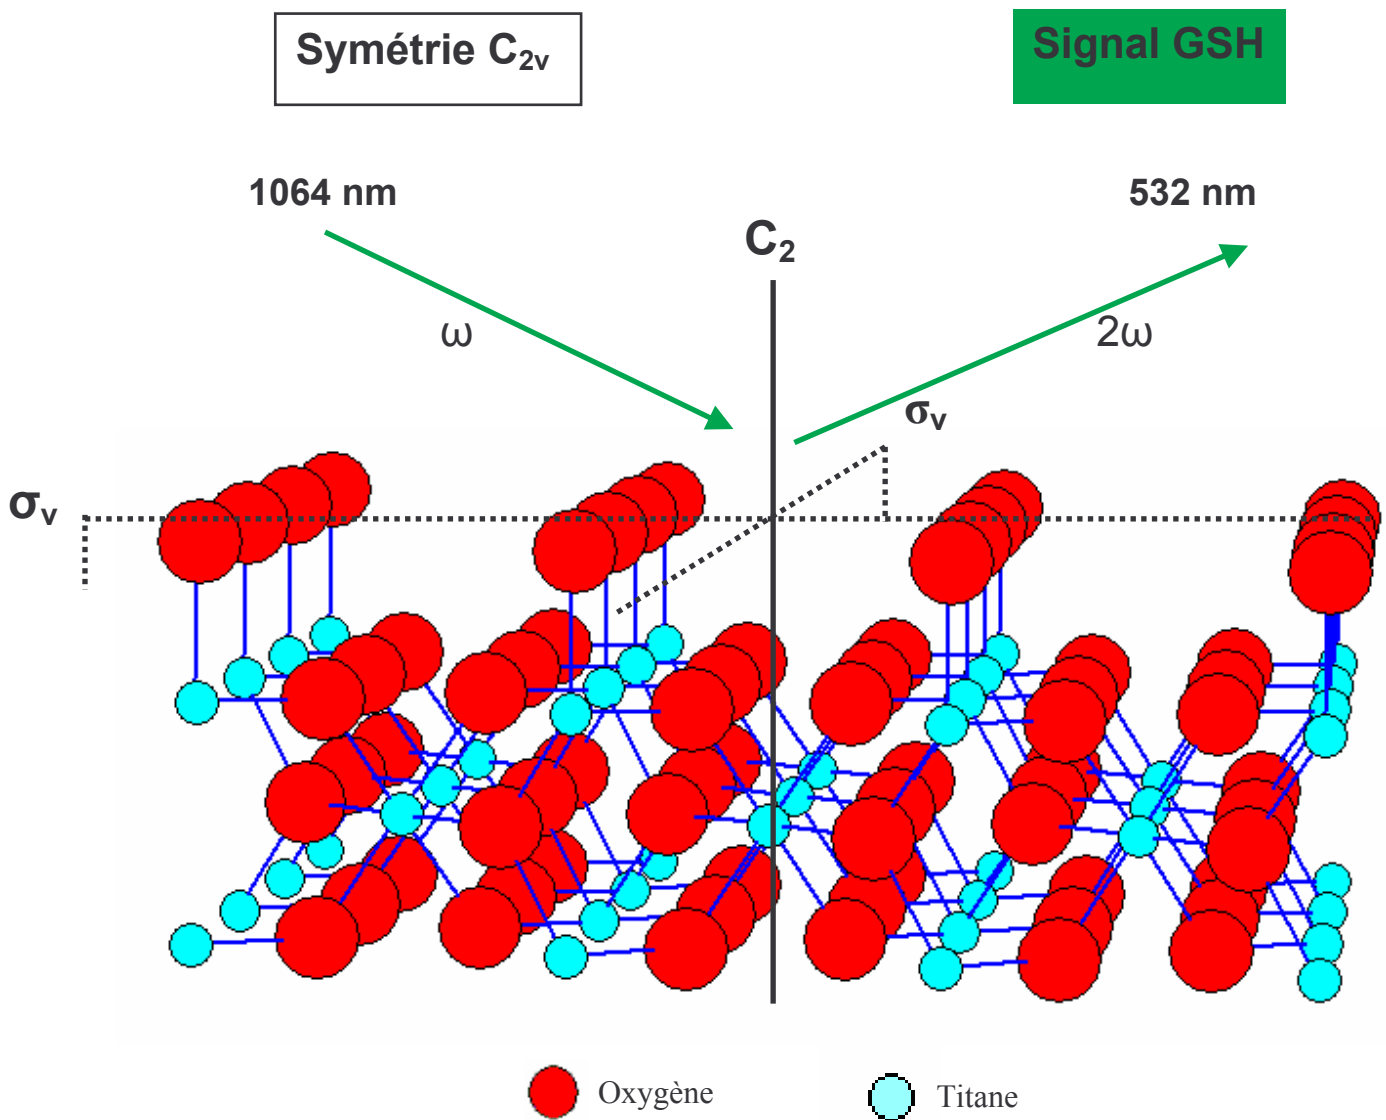 Symétrie C2v
Signal GSH
1064 nm
532 nm
C2
ω
2ω
σv
σv
Oxygène
Titane